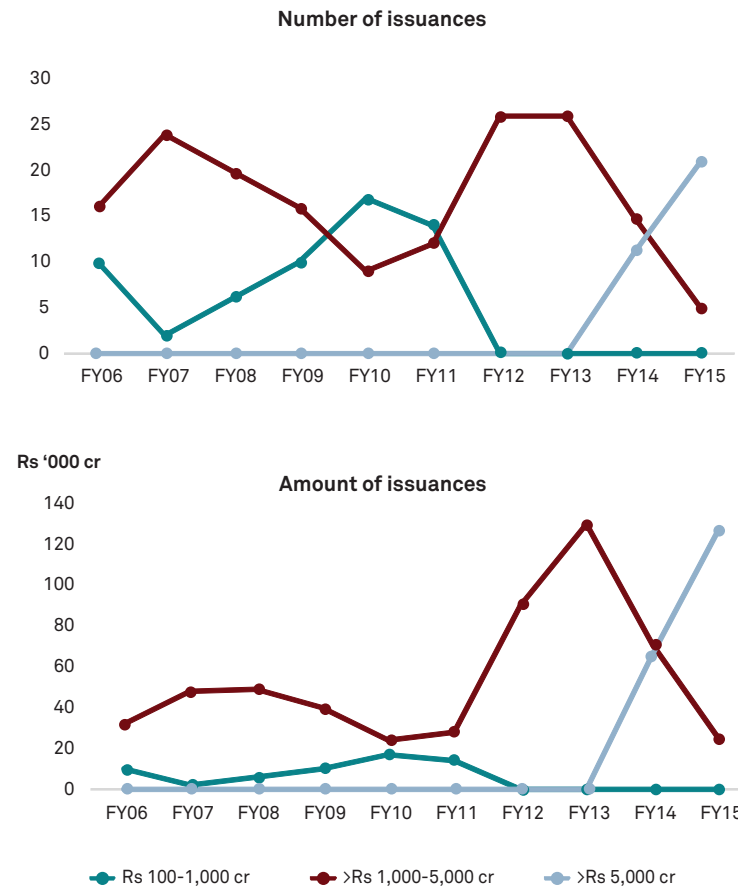 Number of issuances
30
25
20
15
10
5
0
FY06 FY07 FY08 FY09 FY10 FY11 FY12 FY13 FY14 FY15
Rs ‘000 cr
Amount of issuances
140
120
100
80
60
40
20
0
FY06 FY07 FY08 FY09 FY10 FY11 FY12 FY13 FY14 FY15
Rs 100-1,000 cr >Rs 1,000-5,000 cr >Rs 5,000 cr